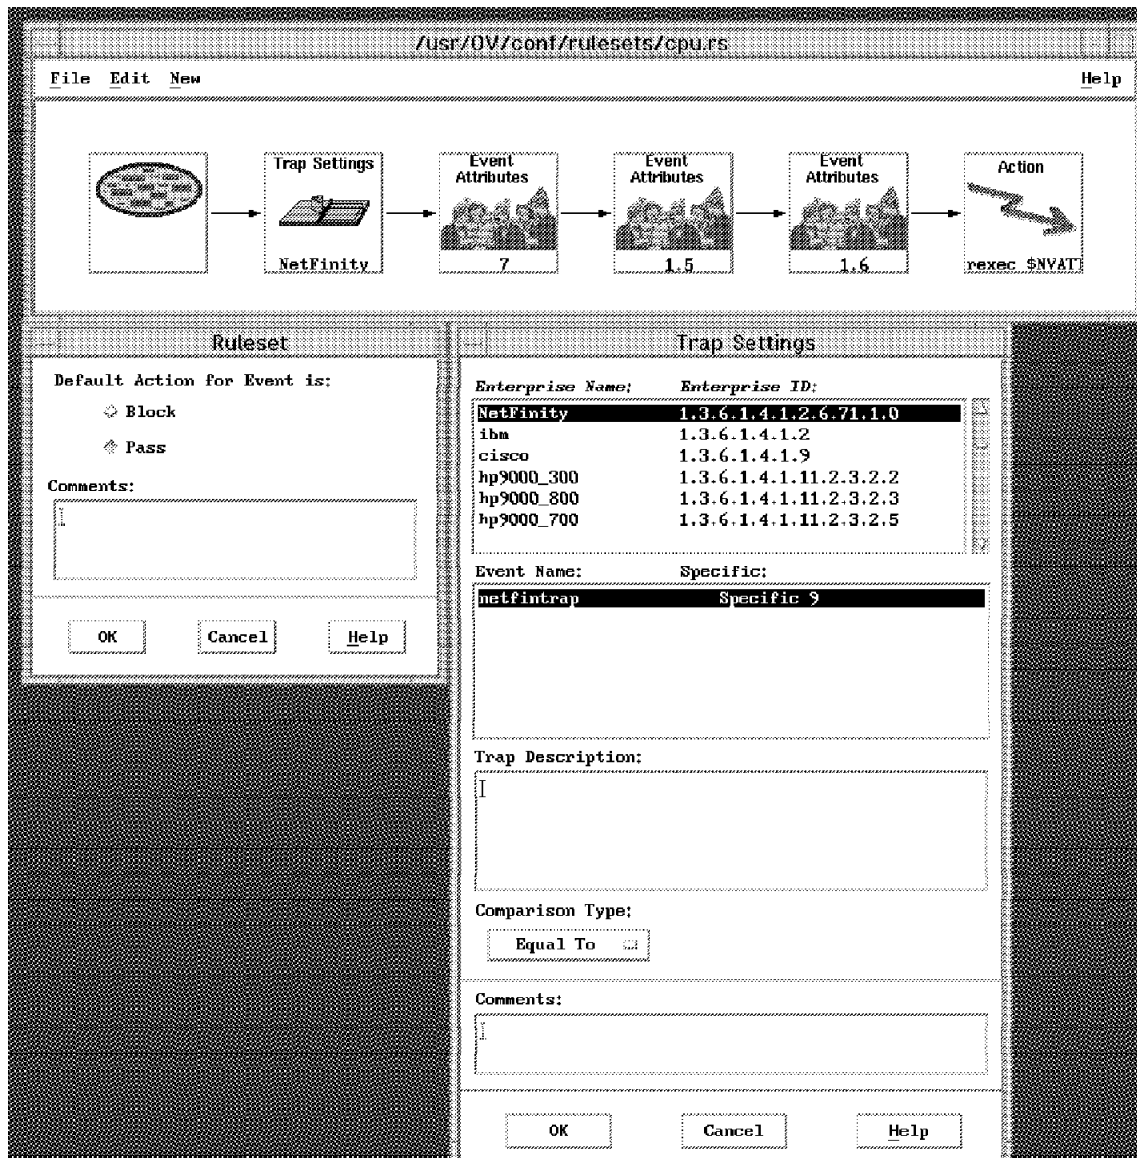 /usr/OV/conf/rulesets/cpu.rs
File Edit New Help
Trap Settings
NetFinity
Event
Attributes
7
Event
Attributes
1.5
Event
Attributes
1.6
Action
rexec $NVAT
Ruleset
Default Action for Event is:
Block
Pass
Comments:
OK Cancel Help
Trap Settings
Enterprise Name: Enterprise ID:
NetFinity 1.3.6.1.4.1.2.6.71.1.0
ibm 1.3.6.1.4.1.2
cisco 1.3.6.1.4.1.9
hp9000_300 1.3.6.1.4.1.11.2.3.2.2
hp9000_800 1.3.6.1.4.1.11.2.3.2.3
hp9000_700 1.3.6.1.4.1.11.2.3.2.5
Event Name: Specific:
netfintrap Specific 9
Trap Description:
Comparison Type:
Equal To
Comments:
OK Cancel Help